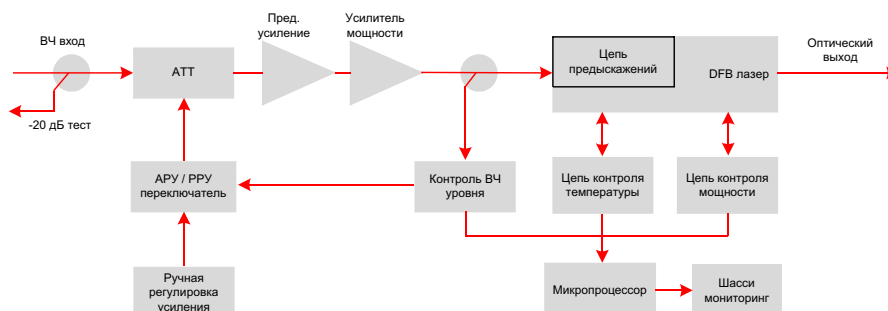 ВЧ вход
Пред.
усиление
Усилитель
мощности
Оптический
выход
АТТ
Цепь
предыскажений
DFB лазер
-20 дБ тест
АРУ / РРУ
переключатель
Контроль ВЧ
уровня
Цепь контроля
температуры
Цепь контроля
мощности
Ручная
регулировка
усиления
Микропроцессор
Шасси
мониторинг